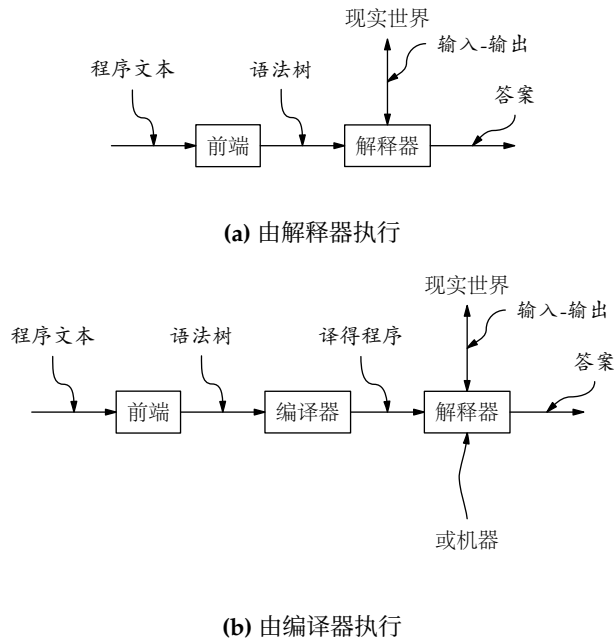 现实世界
程序文本
语法树
输入-输出
答案
前端
解释器
(a) 由解释器执行
现实世界
程序文本
语法树
译得程序
输入-输出
答案
前端
编译器
解释器
或机器
(b) 由编译器执行